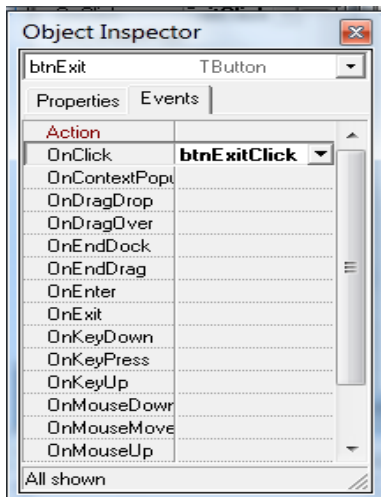 Object Inspector
btnExit TButton
Properties Events
Action
OnClick btnExitClick
OnContextPopu
OnDragDrop
OnDragOver
OnEndDock
OnEndDrag
OnEnter
OnExit
OnKeyDown
OnKeyPress
OnKeyUp
OnMouseDown
OnMouseMove
OnMouseUp
All shown